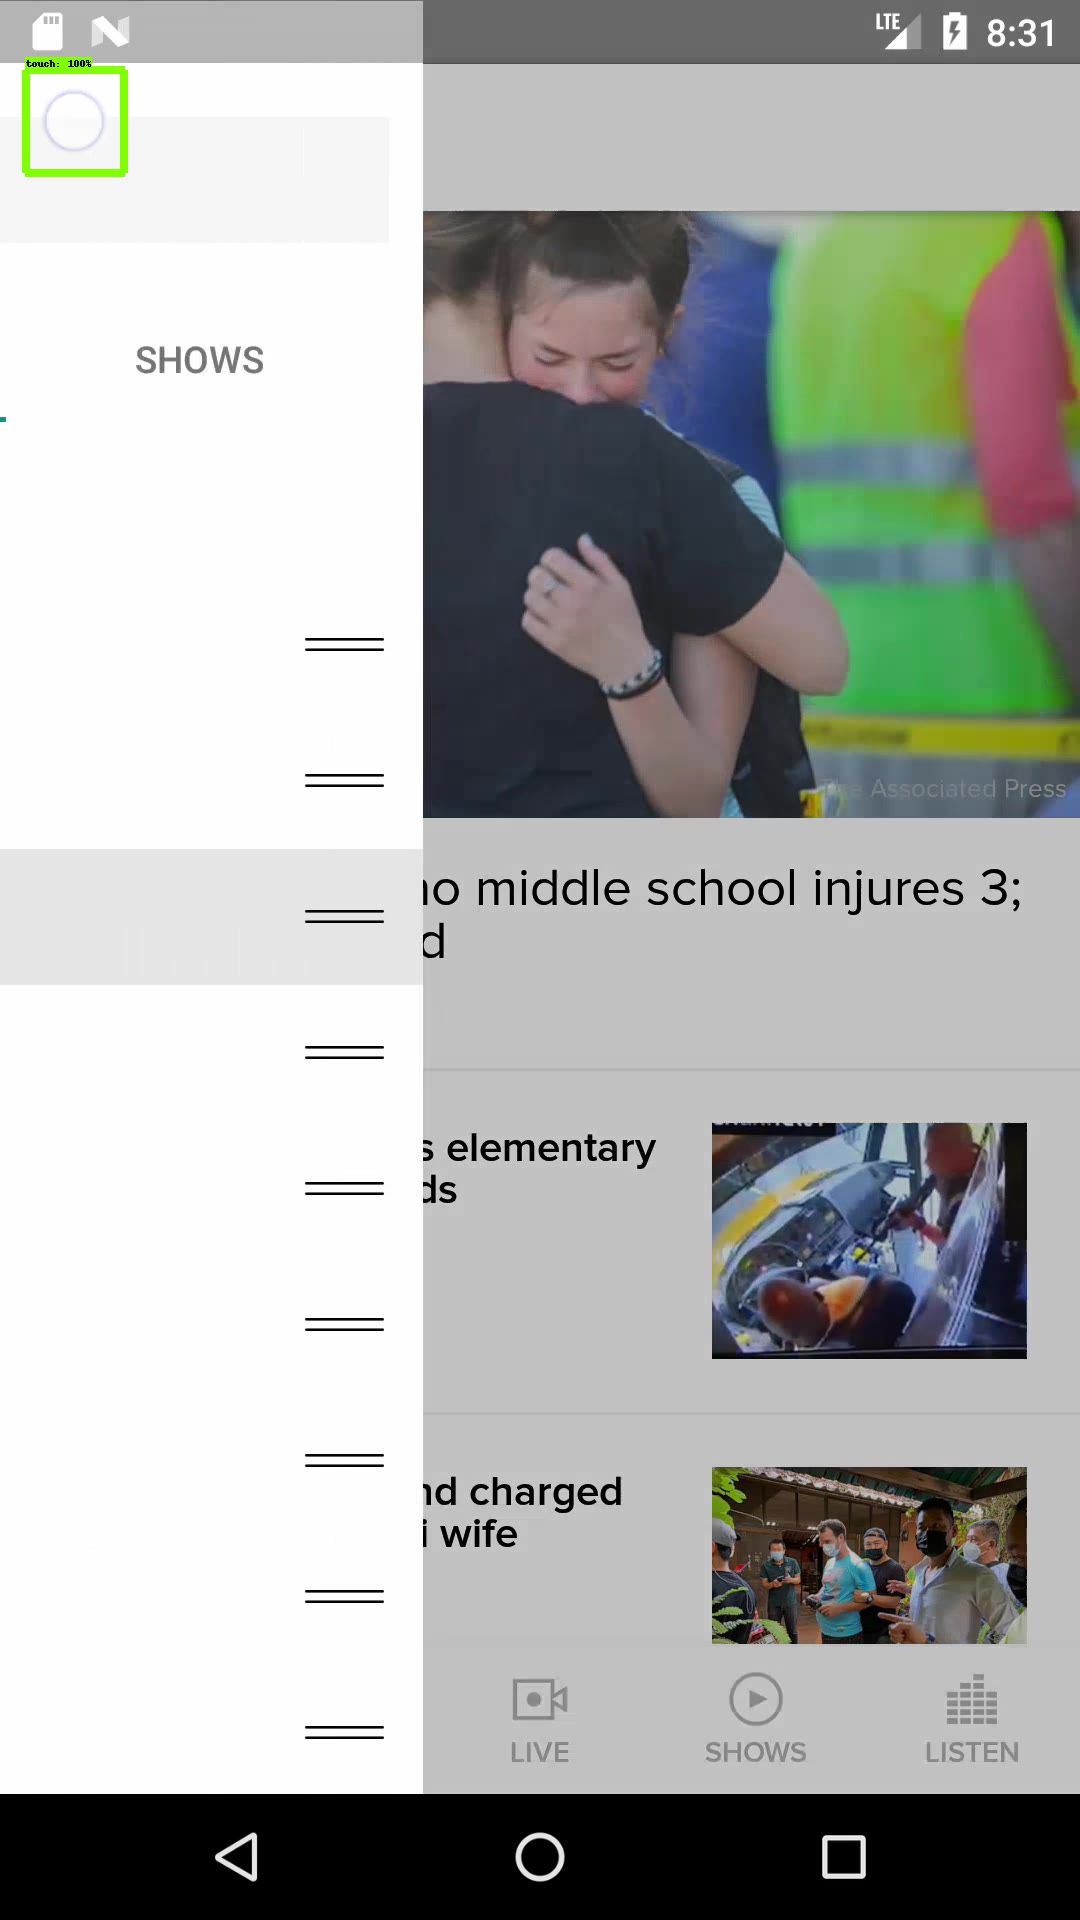 LTE 8:31
touch: 100%
SHOWS
The Associated Press
no middle school injures 3;
d
s elementary
ds
nd charged
i wife
LIVE
SHOWS
LISTEN